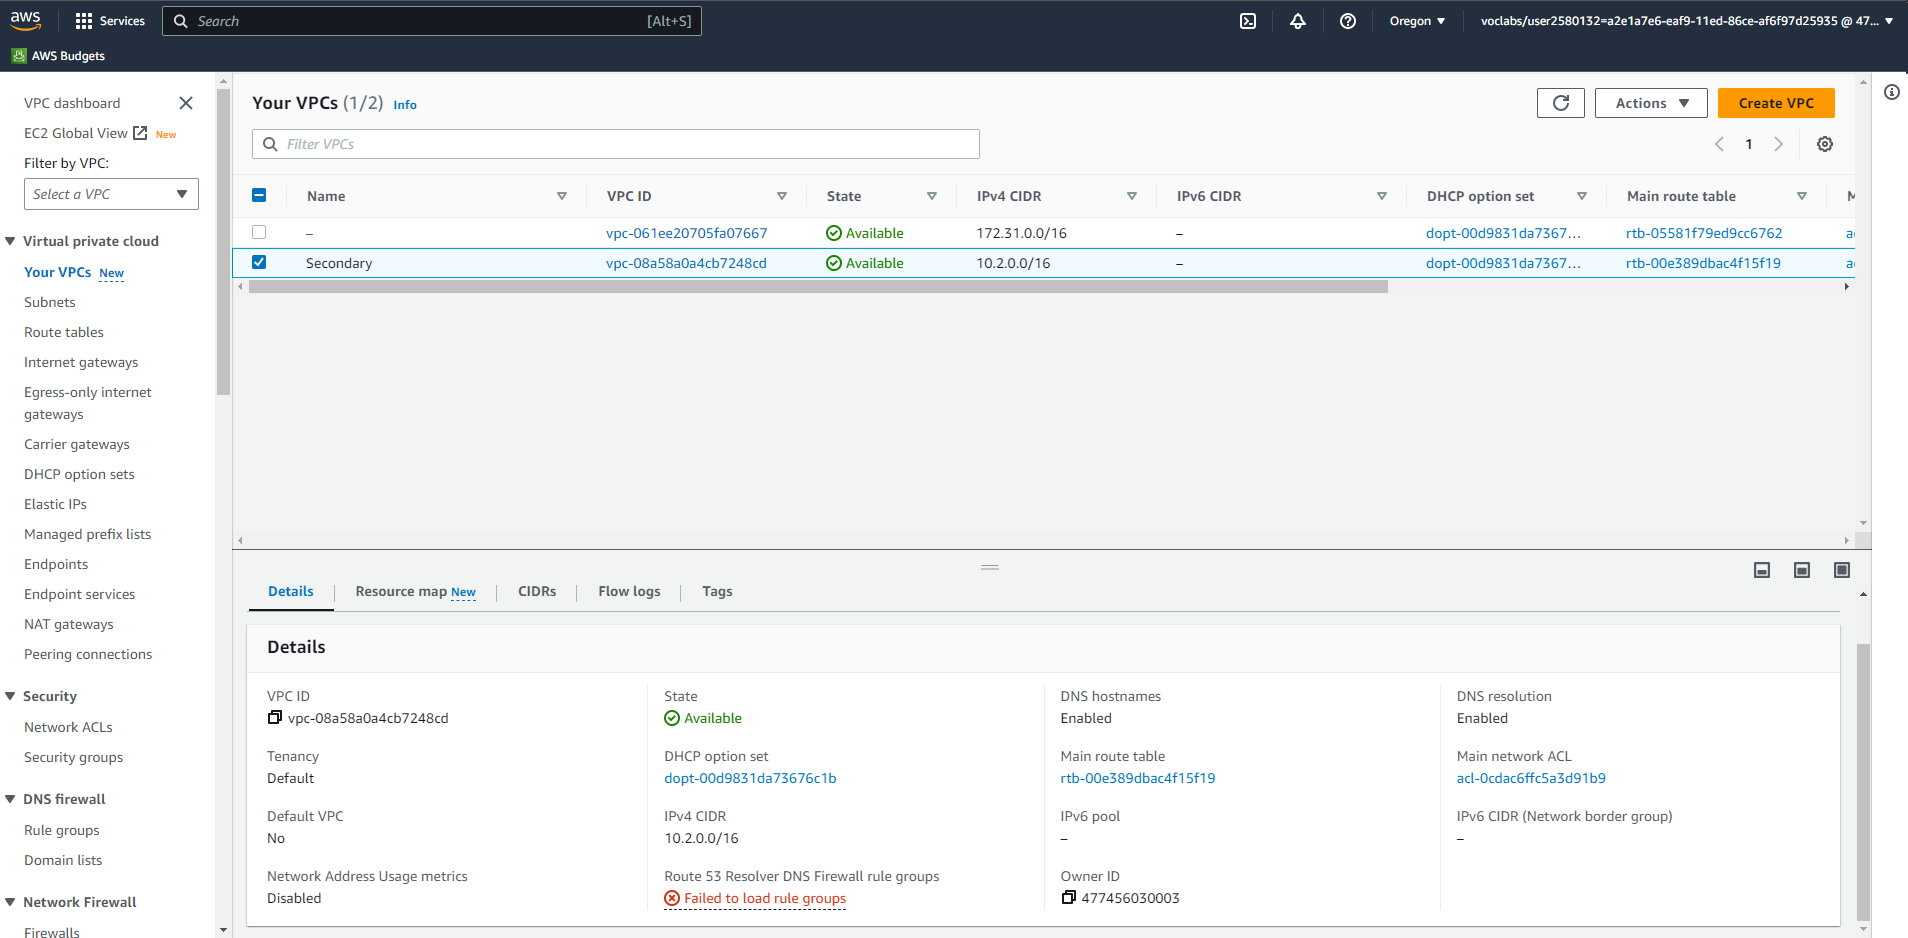 aws
Services
Search
[Alt+S]
Oregon
voclabs/user2580132=a2e1a7e6-eaf9-11ed-86ce-af6f97d25935 @ 47...
AWS Budgets
VPC dashboard
EC2 Global View New
Filter by VPC:
Select a VPC
Virtual private cloud
Your VPCs New
Subnets
Route tables
Internet gateways
Egress-only internet
gateways
Carrier gateways
DHCP option sets
Elastic IPs
Managed prefix lists
Endpoints
Endpoint services
NAT gateways
Peering connections
Security
Network ACLs
Security groups
DNS firewall
Rule groups
Domain lists
Network Firewall
Firewalls
Your VPCs (1/2) Info
Actions
Create VPC
Filter VPCs
1
Name VPC ID State IPv4 CIDR IPv6 CIDR DHCP option set Main route table M
– vpc-061ee20705fa07667 Available 172.31.0.0/16 – dopt-00d9831da7367... rtb-05581f79ed9cc6762 a
Secondary vpc-08a58a0a4cb7248cd Available 10.2.0.0/16 – dopt-00d9831da7367... rtb-00e389dbac4f15f19 a
Details Resource map New CIDRs Flow logs Tags
Details
VPC ID
vpc-08a58a0a4cb7248cd
State
Available
DNS hostnames
Enabled
DNS resolution
Enabled
Tenancy
Default
DHCP option set
dopt-00d9831da73676c1b
Main route table
rtb-00e389dbac4f15f19
Main network ACL
acl-0cdac6ffc5a3d91b9
Default VPC
No
IPv4 CIDR
10.2.0.0/16
IPv6 pool
–
IPv6 CIDR (Network border group)
–
Network Address Usage metrics
Disabled
Route 53 Resolver DNS Firewall rule groups
Failed to load rule groups
Owner ID
477456030003